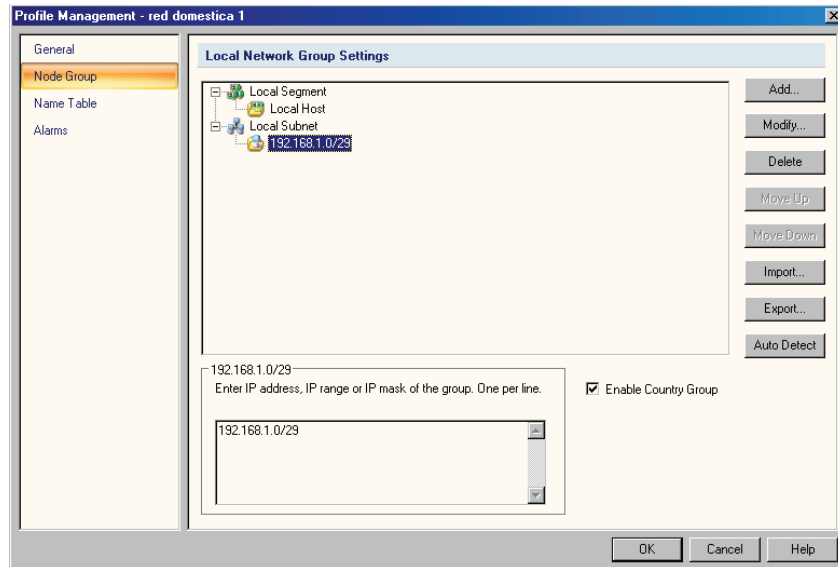 Profile Management - red domestica 1
General
Node Group
Name Table
Alarms
Local Network Group Settings
Local Segment
Local Host
Local Subnet
192.168.1.0/29
Add...
Modify...
Delete
Move Up
Move Down
Import...
Export...
Auto Detect
192.168.1.0/29
Enter IP address, IP range or IP mask of the group. One per line.
192.168.1.0/29
Enable Country Group
OK
Cancel
Help